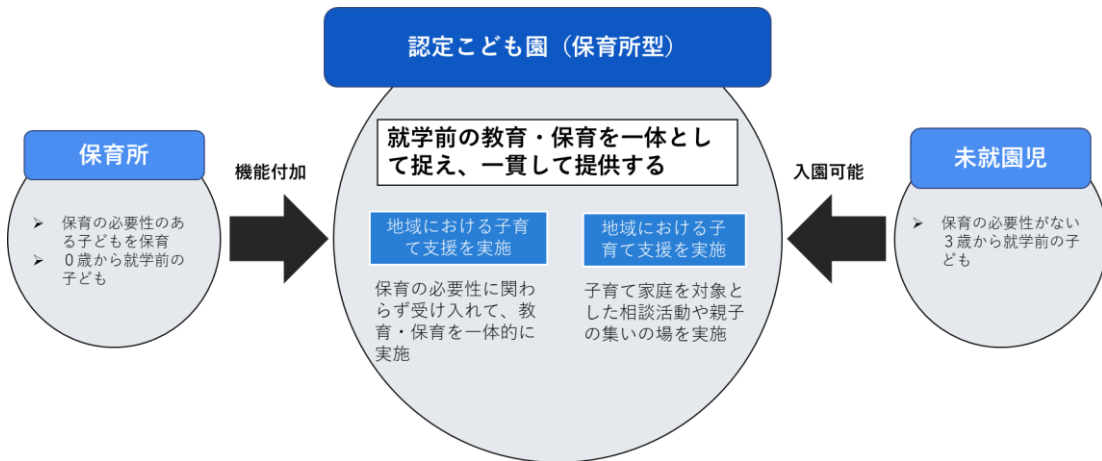 認定こども園（保育所型）
就学前の教育・保育を一体とし
て捉え、一貫して提供する
保育所
機能付加
➤ 保育の必要性のあ
る子どもを保育
➤ ０歳から就学前の
子ども
地域における子育
て支援を実施
保育の必要性に関わ
らず受け入れて、教
育・保育を一体的に
実施
地域における子
育て支援を実施
子育て家庭を対象と
した相談活動や親子
の集いの場を実施
入園可能
未就園児
➤ 保育の必要性がない
３歳から就学前の子
ども